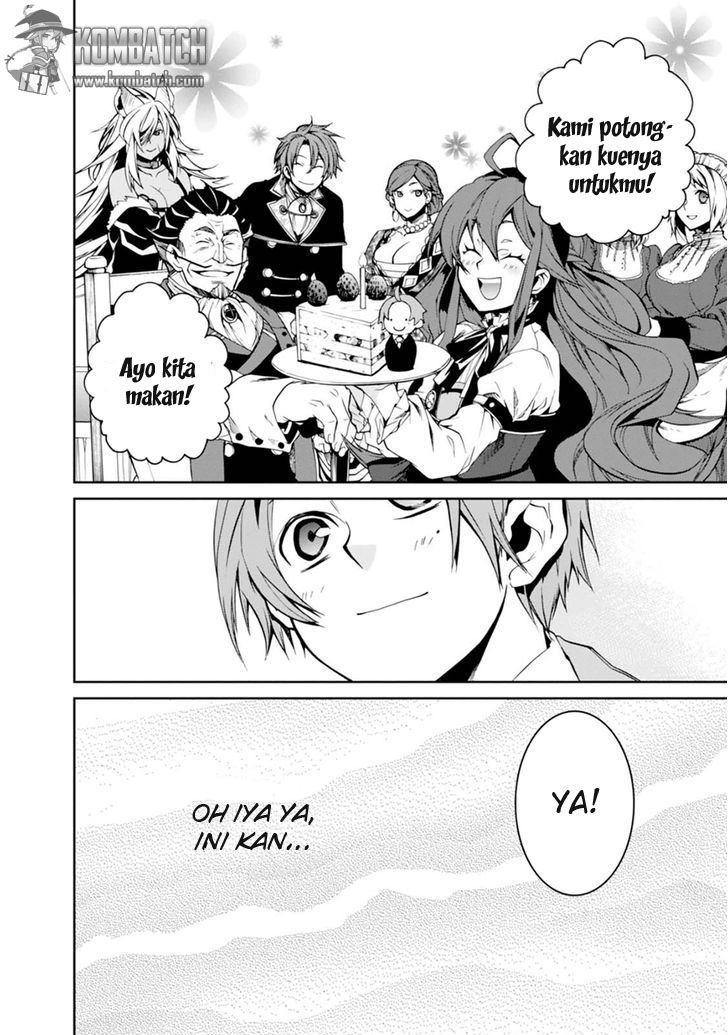 KOMBATCH
www.kombatch.com
Kami potong-
kan kuenya
untukmu!
Ayo kita
makan!
YA!
OH IYA YA,
INI KAN...